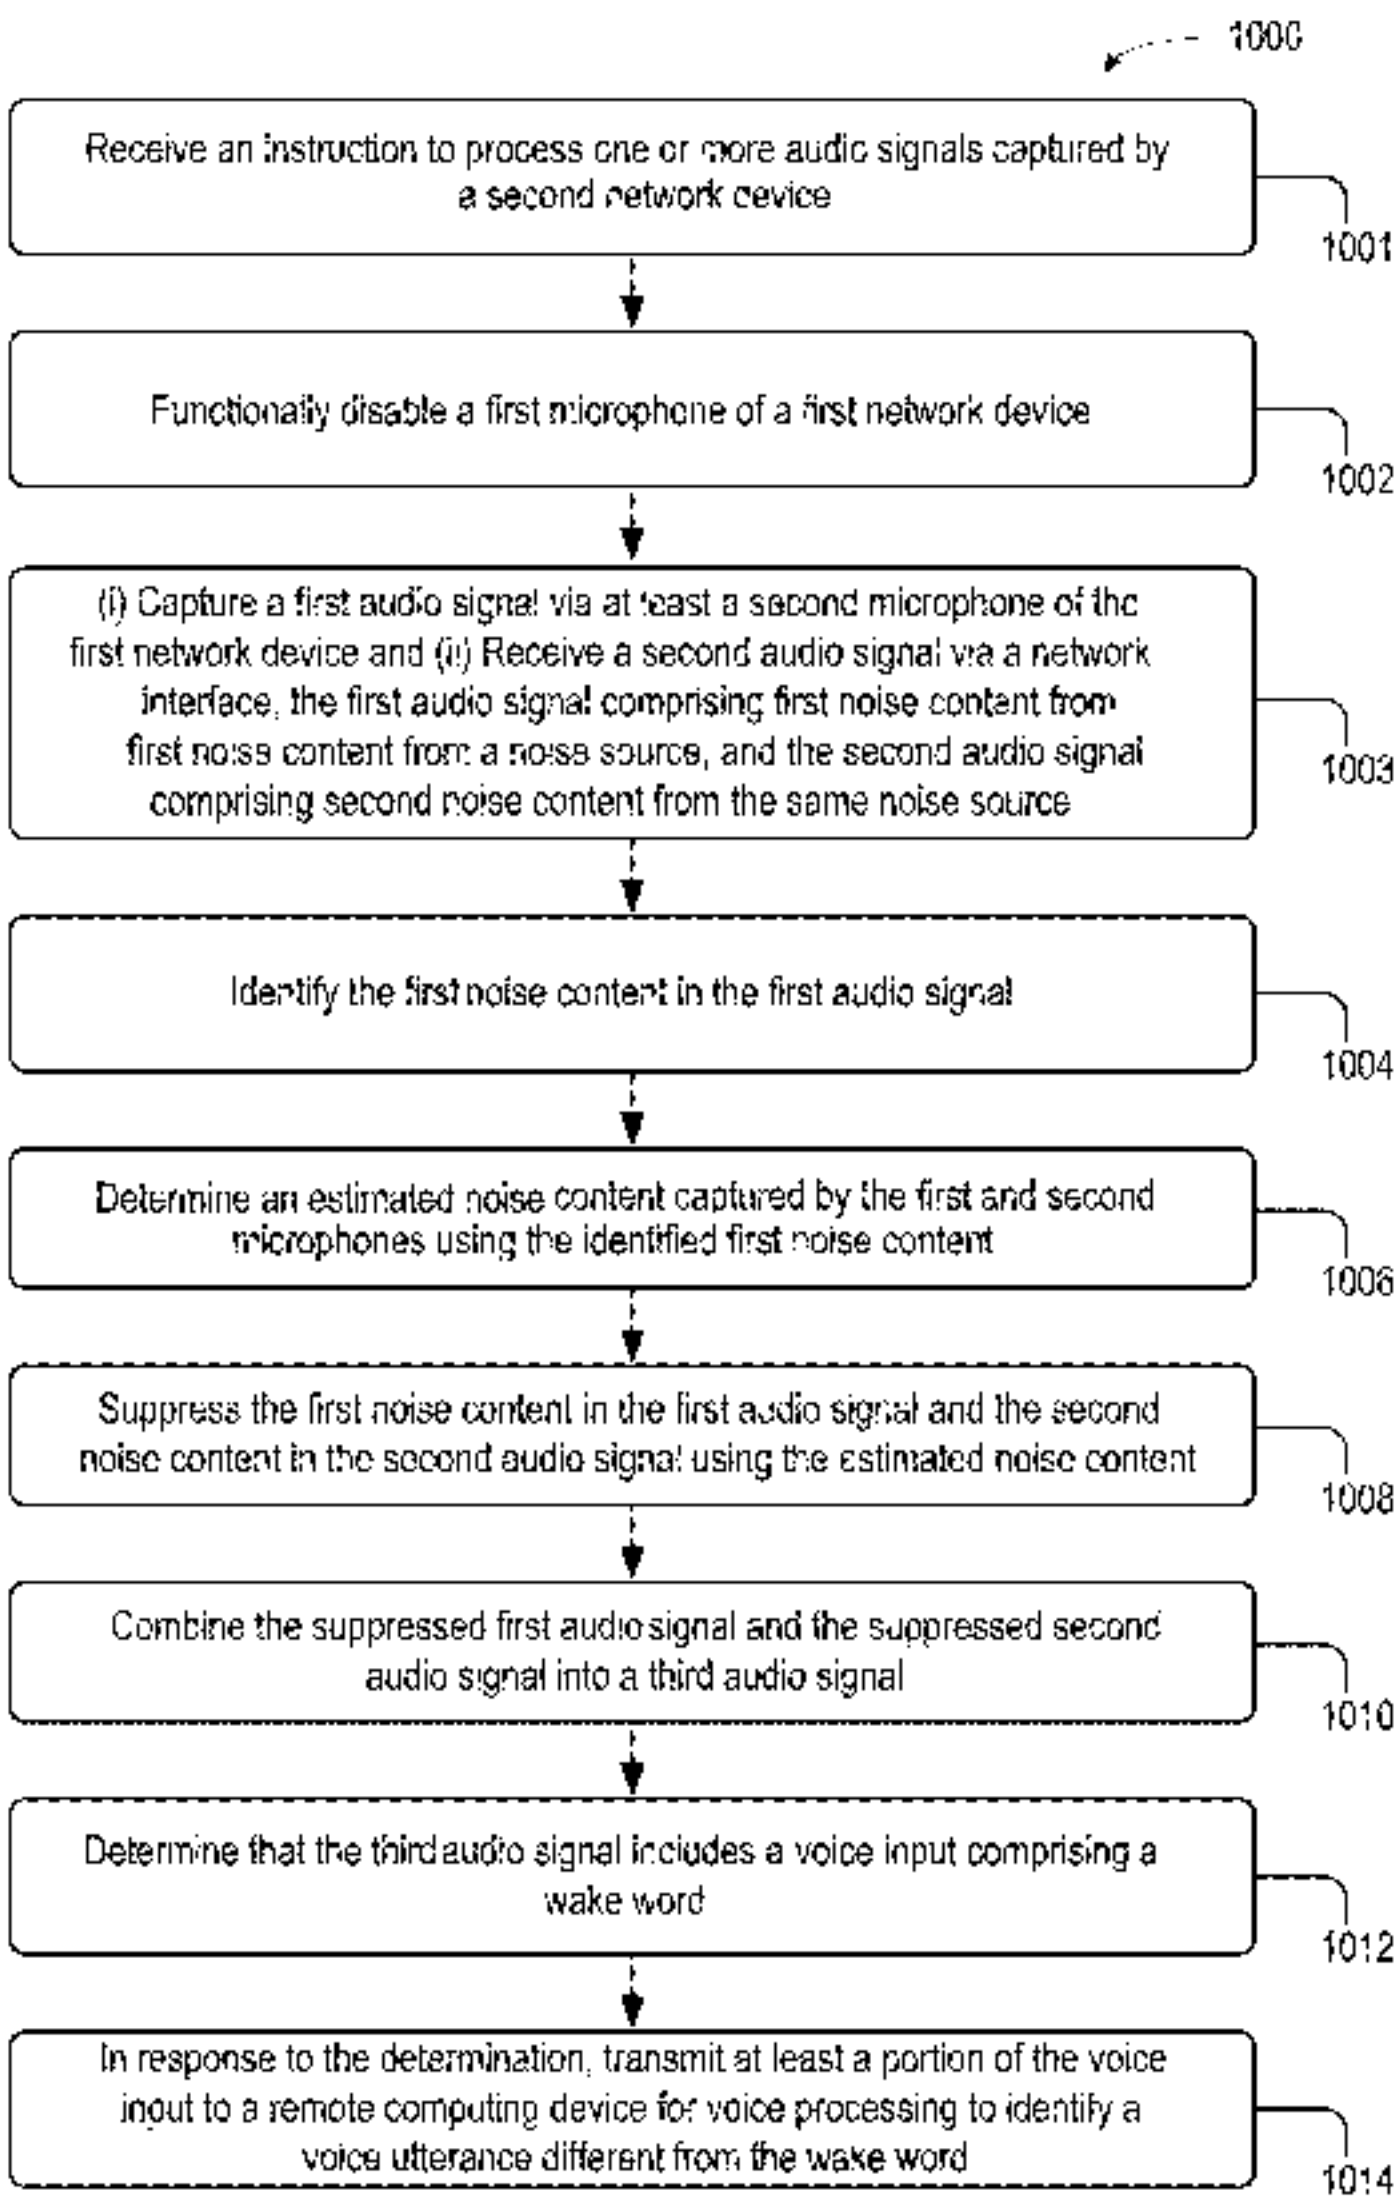 1000
Receive an instruction to process one or more audio signals captured by
a second network device
1001
Functionally disable a first microphone of a first network device
1002
(i) Capture a first audio signal via at least a second microphone of the
first network device and (ii) Receive a second audio signal via a network
interface, the first audio signal comprising first noise content from
first noise content from a noise source, and the second audio signal
comprising second noise content from the same noise source
1003
Identify the first noise content in the first audio signal
1004
Determine an estimated noise content captured by the first and second
microphones using the identified first noise content
1006
Suppress the first noise content in the first audio signal and the second
noise content in the second audio signal using the estimated noise content
1008
Combine the suppressed first audio signal and the suppressed second
audio signal into a third audio signal
1010
Determine that the third audio signal includes a voice input comprising a
wake word
1012
In response to the determination, transmit at least a portion of the voice
input to a remote computing device for voice processing to identify a
voice utterance different from the wake word
1014